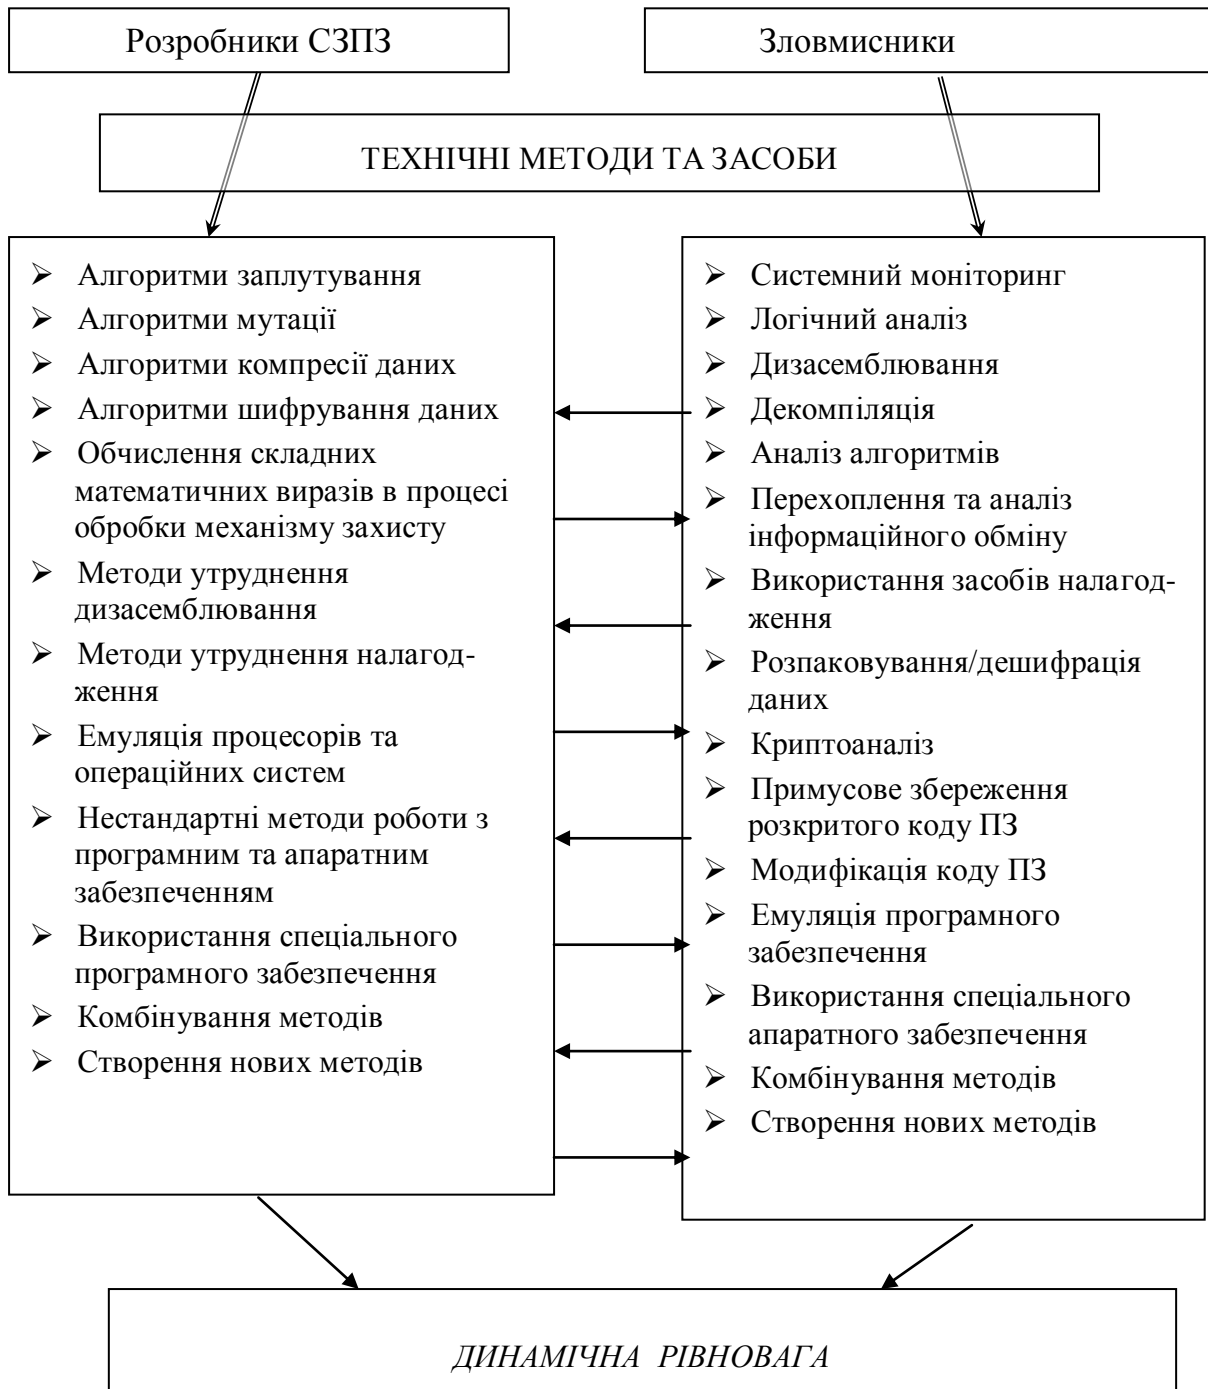 Розробники СЗПЗ
Зловмисники
ТЕХНІЧНІ МЕТОДИ ТА ЗАСОБИ
Алгоритми заплутування
Алгоритми мутації
Алгоритми компресії даних
Алгоритми шифрування даних
Обчислення складних
математичних виразів в процесі
обробки механізму захисту
Методи утруднення
дизасемблювання
Методи утруднення налагод-
ження
Емуляція процесорів та
операційних систем
Нестандартні методи роботи з
програмним та апаратним
забезпеченням
Використання спеціального
програмного забезпечення
Комбінування методів
Створення нових методів
Системний моніторинг
Логічний аналіз
Дизасемблювання
Декомпіляція
Аналіз алгоритмів
Перехоплення та аналіз
інформаційного обміну
Використання засобів налагод-
ження
Розпаковування/дешифрація
даних
Криптоаналіз
Примусове збереження
розкритого коду ПЗ
Модифікація коду ПЗ
Емуляція програмного
забезпечення
Використання спеціального
апаратного забезпечення
Комбінування методів
Створення нових методів
ДИНАМІЧНА РІВНОВАГА